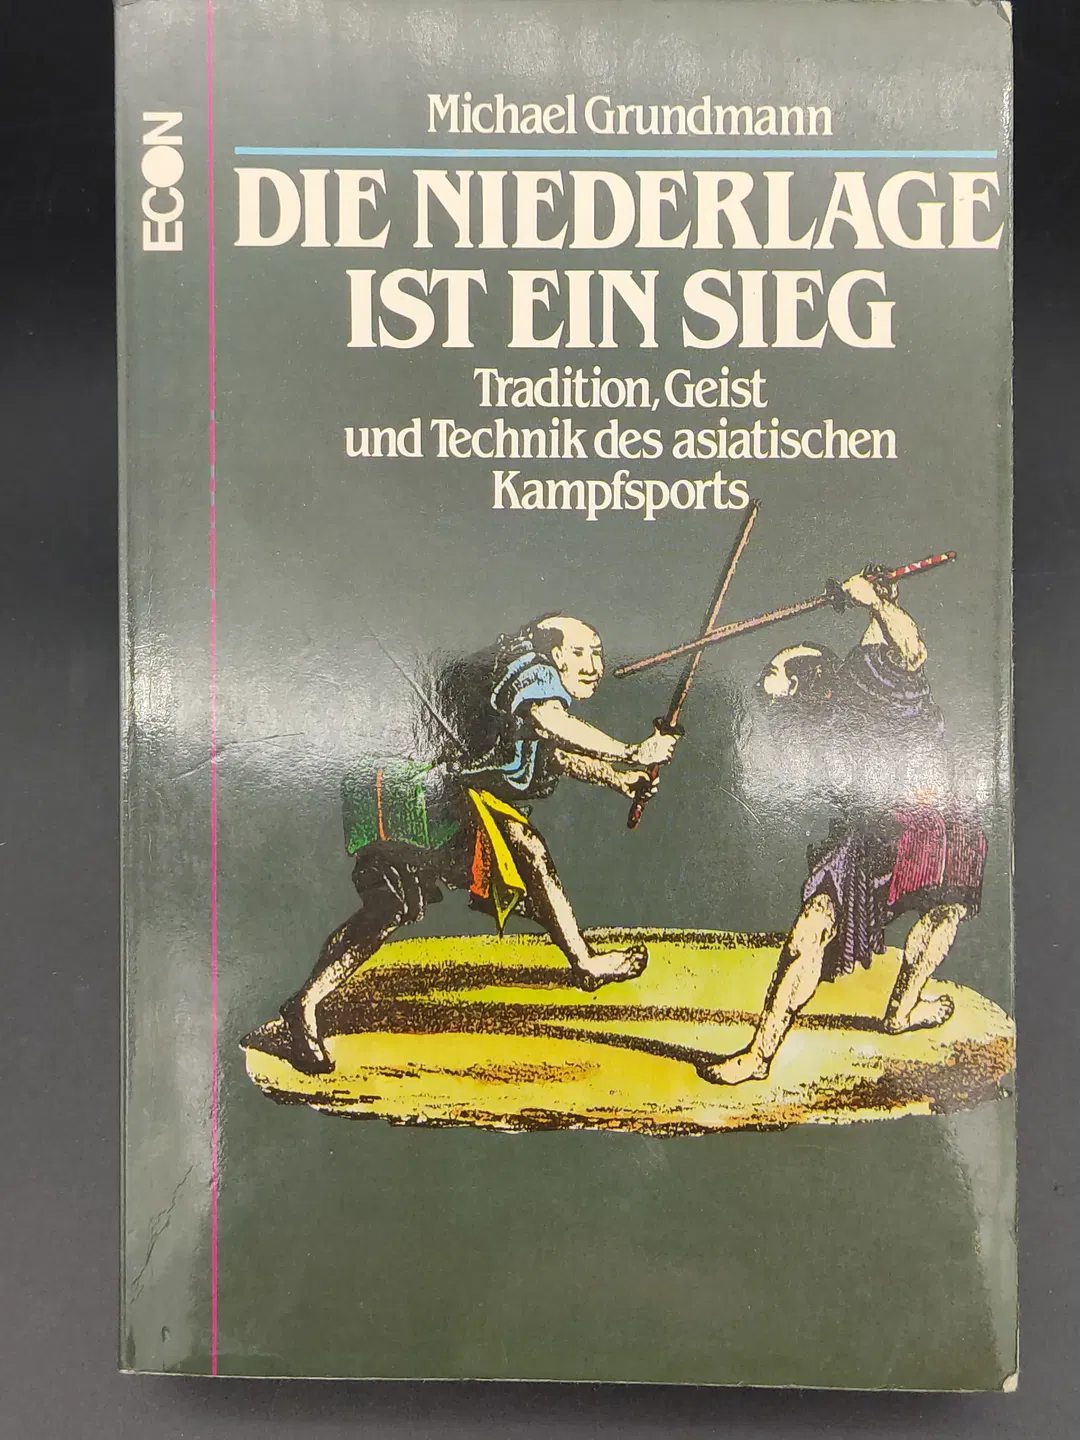 ECON
Michael Grundmann
DIE NIEDERLAGE
IST EIN SIEG
Tradition, Geist
und Technik des asiatischen
Kampfsports